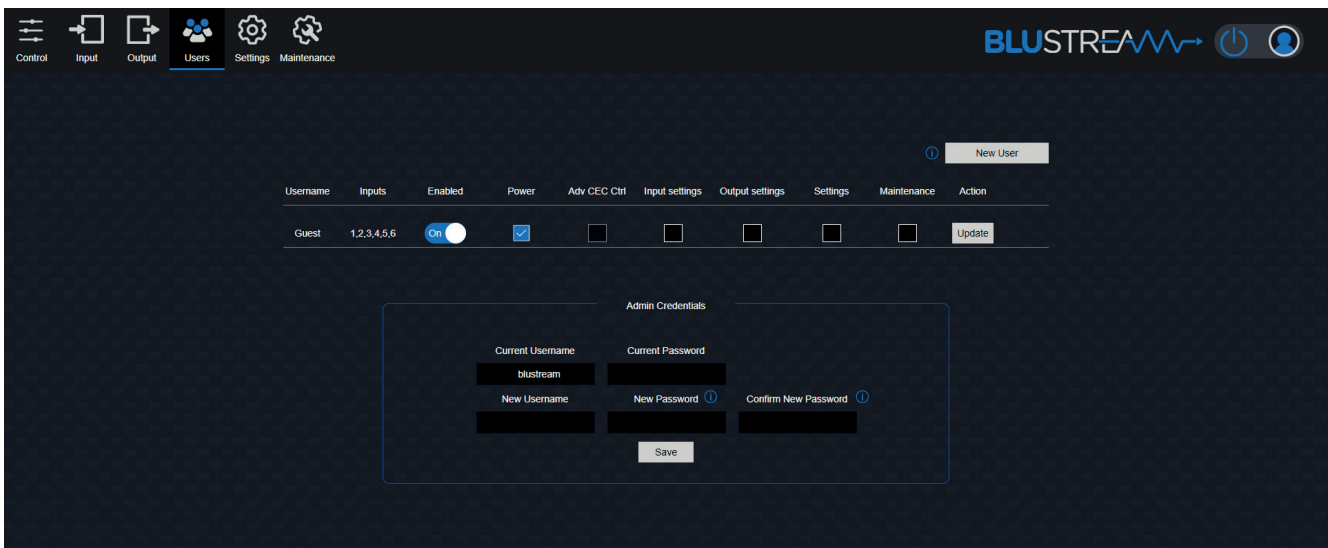 BLUSTREAM
Control Input Output Users Settings Maintenance
New User
Username Inputs Enabled Power Adv CEC Ctrl Input settings Output settings Settings Maintenance Action
Guest 1,2,3,4,5,6 On Update
Admin Credentials
Current Username Current Password
blustream
New Username New Password Confirm New Password
Save